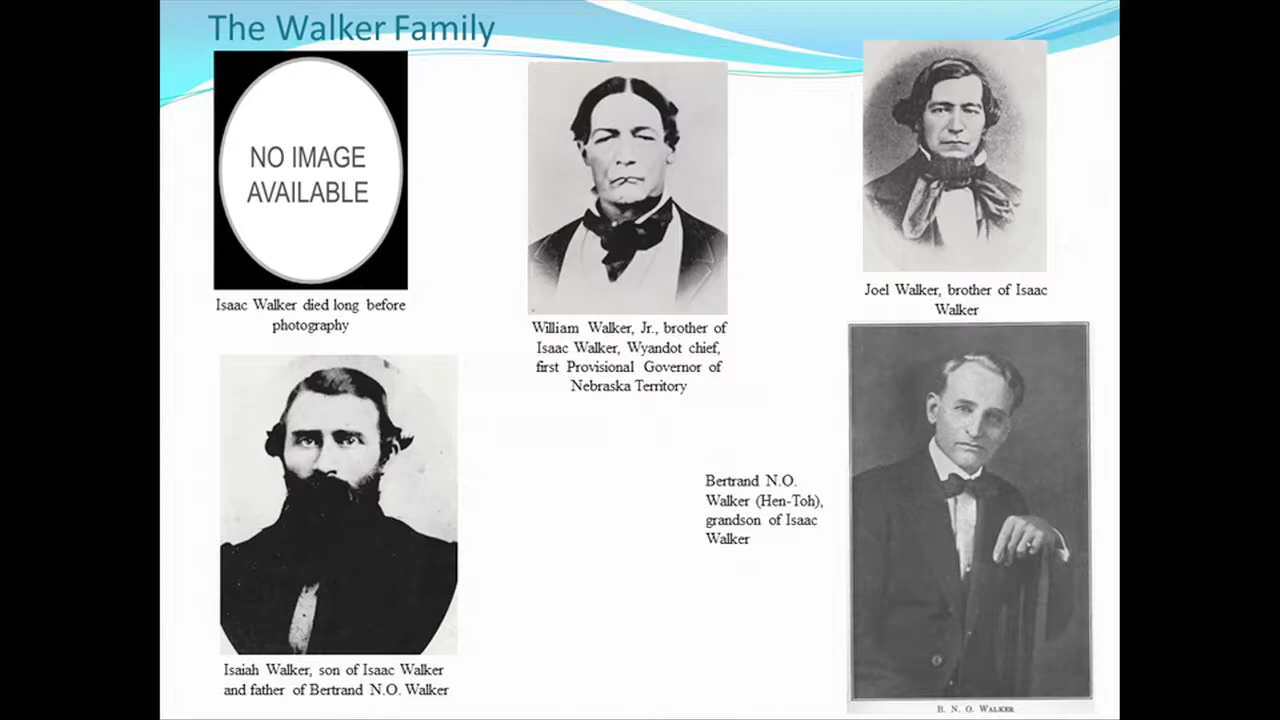 The Walker Family
NO IMAGE
AVAILABLE
Isaac Walker died long before
photography
William Walker, Jr., brother of
Isaac Walker, Wyandot chief,
first Provisional Governor of
Nebraska Territory
Joel Walker, brother of Isaac
Walker
Isaiah Walker, son of Isaac Walker
and father of Bertrand N.O. Walker
Bertrand N.O.
Walker (Hen-Toh),
grandson of Isaac
Walker
B. N. O. WALKER